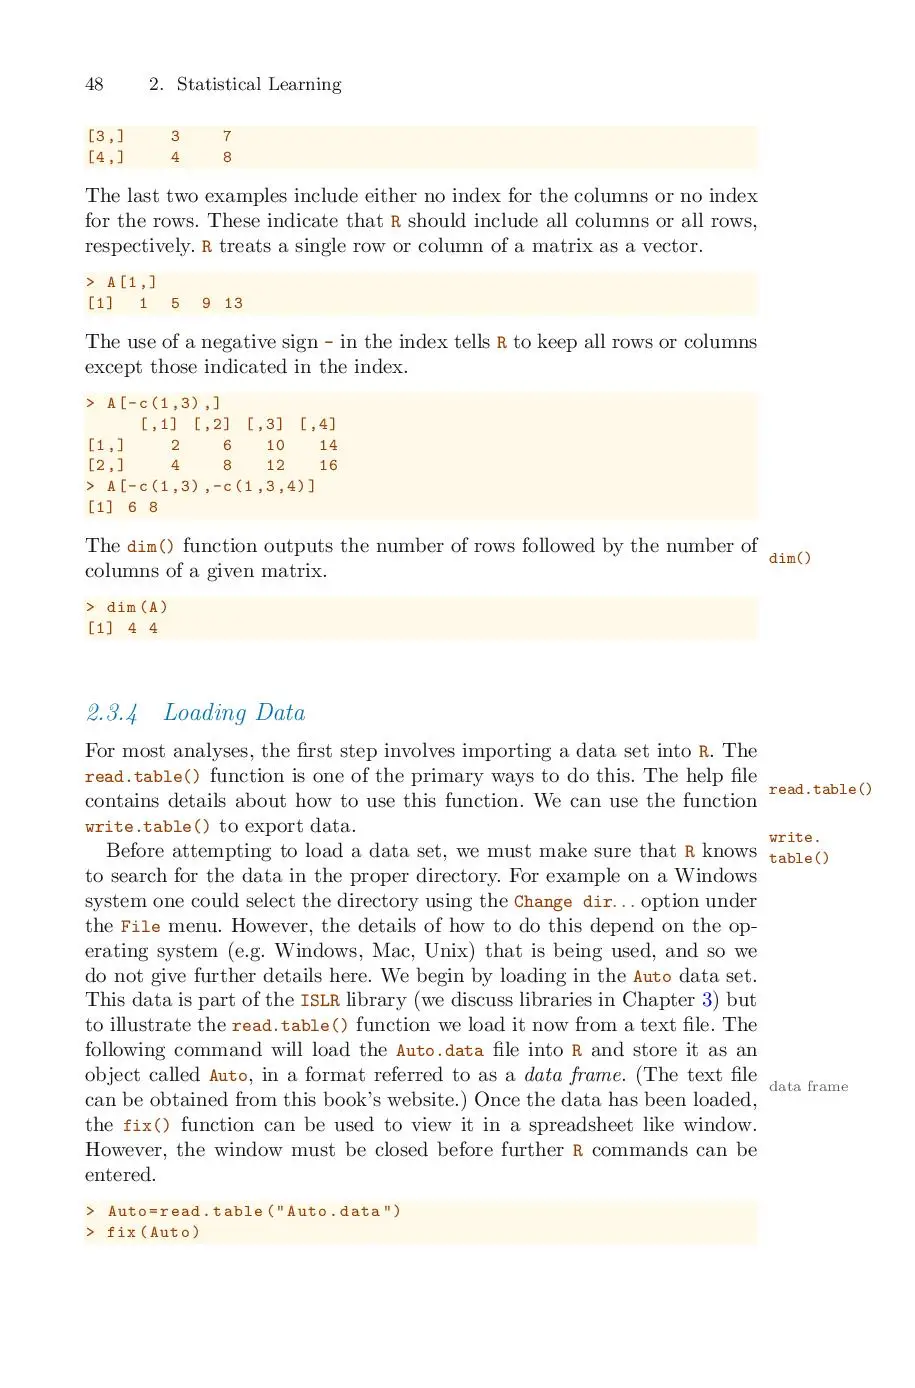 48 2. Statistical Learning
[3,] 3 7
[4,] 4 8
The last two examples include either no index for the columns or no index
for the rows. These indicate that R should include all columns or all rows,
respectively. R treats a single row or column of a matrix as a vector.
> A[1,]
[1] 1 5 9 13
The use of a negative sign - in the index tells R to keep all rows or columns
except those indicated in the index.
> A[-c(1,3),]
[,1] [,2] [,3] [,4]
[1,] 2 6 10 14
[2,] 4 8 12 16
> A[-c(1,3),-c(1,3,4)]
[1] 6 8
The dim() function outputs the number of rows followed by the number of
dim()
columns of a given matrix.
> dim(A)
[1] 4 4
2.3.4 Loading Data
For most analyses, the first step involves importing a data set into R. The
read.table() function is one of the primary ways to do this. The help file
read.table()
contains details about how to use this function. We can use the function
write.table() to export data.
write.
table()
Before attempting to load a data set, we must make sure that R knows
to search for the data in the proper directory. For example on a Windows
system one could select the directory using the Change dir... option under
the File menu. However, the details of how to do this depend on the op-
erating system (e.g. Windows, Mac, Unix) that is being used, and so we
do not give further details here. We begin by loading in the Auto data set.
This data is part of the ISLR library (we discuss libraries in Chapter 3) but
to illustrate the read.table() function we load it now from a text file. The
following command will load the Auto.data file into R and store it as an
object called Auto, in a format referred to as a data frame. (The text file
data frame
can be obtained from this book's website.) Once the data has been loaded,
the fix() function can be used to view it in a spreadsheet like window.
However, the window must be closed before further R commands can be
entered.
> Auto=read.table("Auto.data")
> fix(Auto)